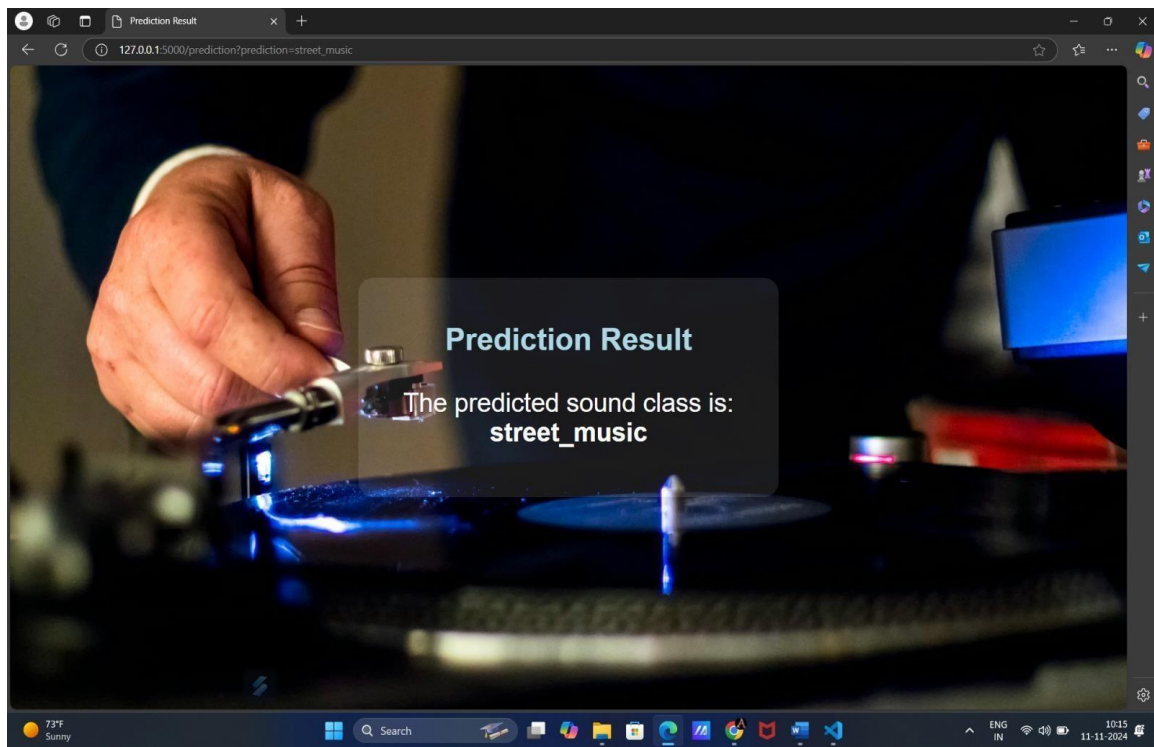 Prediction Result
127.0.0.1:5000/prediction?prediction=street_music
Prediction Result
The predicted sound class is:
street_music
73°F
Sunny
Search
ENG
IN
10:15
11-11-2024